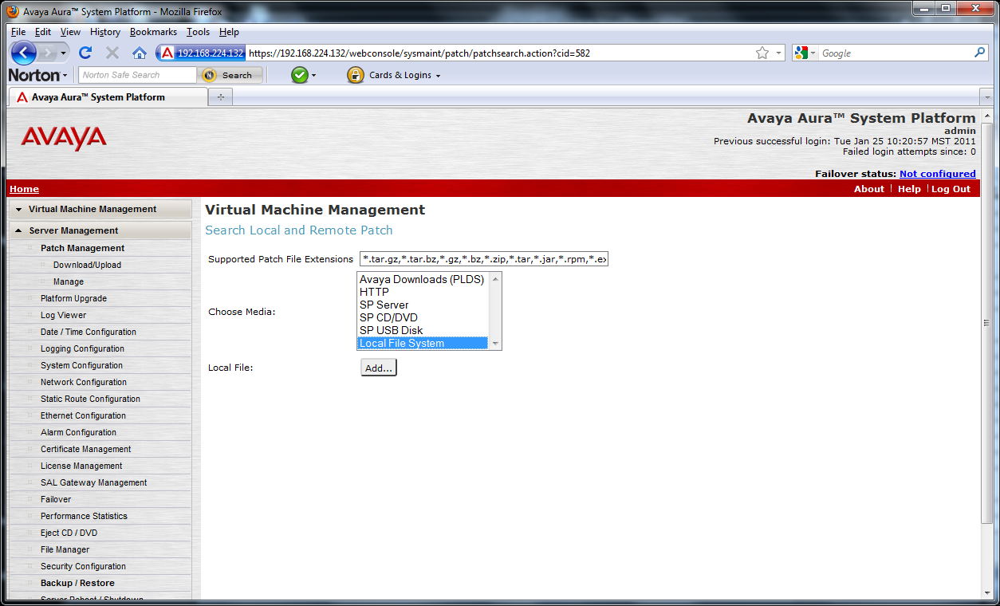 Avaya Aura™ System Platform - Mozilla Firefox
File Edit View History Bookmarks Tools Help
192.168.224.132 https://192.168.224.132/webconsole/sysmaint/patch/patchsearch.action?cid=582
Google
Norton Norton Safe Search Search Cards & Logins
Avaya Aura™ System Platform
AVAYA
Avaya Aura™ System Platform
admin
Previous successful login: Tue Jan 25 10:20:57 MST 2011
Failed login attempts since: 0
Failover status: Not configured
Home About Help Log Out
Virtual Machine Management
Server Management
Patch Management
Download/Upload
Manage
Platform Upgrade
Log Viewer
Date / Time Configuration
Logging Configuration
System Configuration
Network Configuration
Static Route Configuration
Ethernet Configuration
Alarm Configuration
Certificate Management
License Management
SAL Gateway Management
Failover
Performance Statistics
Eject CD / DVD
File Manager
Security Configuration
Backup / Restore
Server Reboot / Shutdown
Virtual Machine Management
Search Local and Remote Patch
Supported Patch File Extensions *.tar.gz,*.tar.bz,*.gz,*.bz,*.zip,*.tar,*.jar,*.rpm,*.ex
Choose Media:
Avaya Downloads (PLDS)
HTTP
SP Server
SP CD/DVD
SP USB Disk
Local File System
Local File: Add...